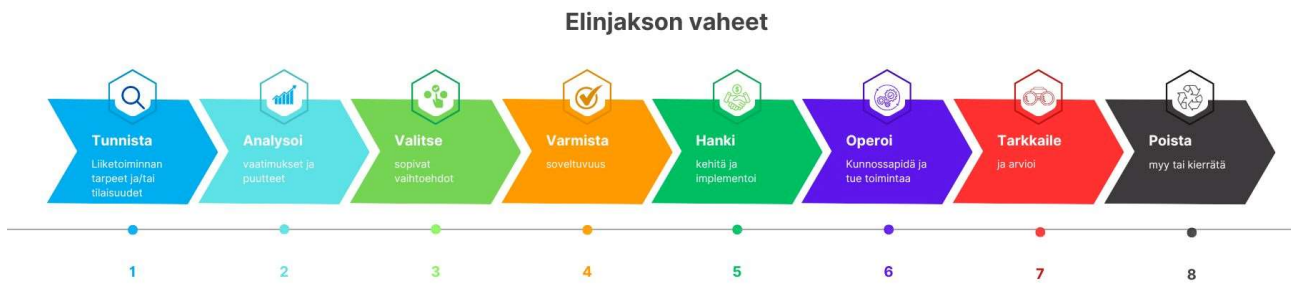 Elinjakson vaheet
Tunnista
Liiketoiminnan
tarpeet ja/tai
tilaisuudet
Analysoi
vaatimukset ja
puutteet
Valitse
sopivat
vaihtoehdot
Varmista
soveltuvuus
Hanki
kehitä ja
implementoi
Operoi
Kunnossapidä ja
tue toimintaa
Tarkkaile
ja arvioi
Poista
myy tai kierrätä
1
2
3
4
5
6
7
8